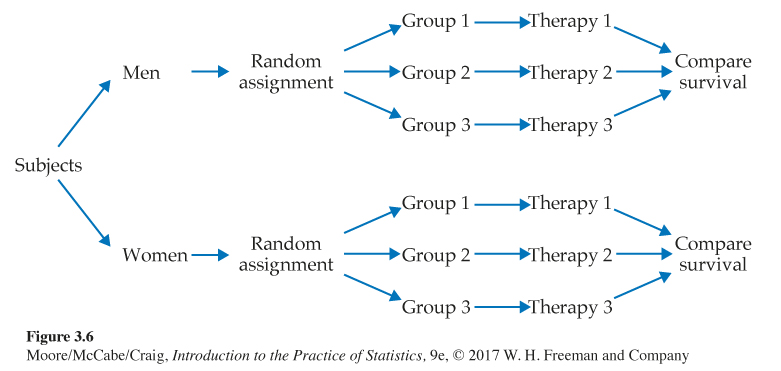 Group 1 Therapy 1
Men Random assignment Group 2 Therapy 2 Compare survival
Group 3 Therapy 3
Subjects
Group 1 Therapy 1
Women Random assignment Group 2 Therapy 2 Compare survival
Group 3 Therapy 3
Figure 3.6
Moore/McCabe/Craig, Introduction to the Practice of Statistics, 9e, © 2017 W. H. Freeman and Company